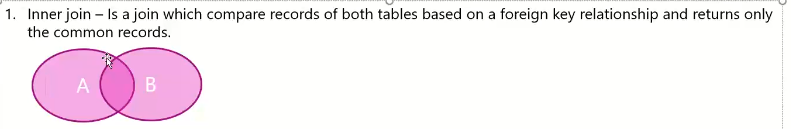 1. Inner join – Is a join which compare records of both tables based on a foreign key relationship and returns only
the common records.
A B